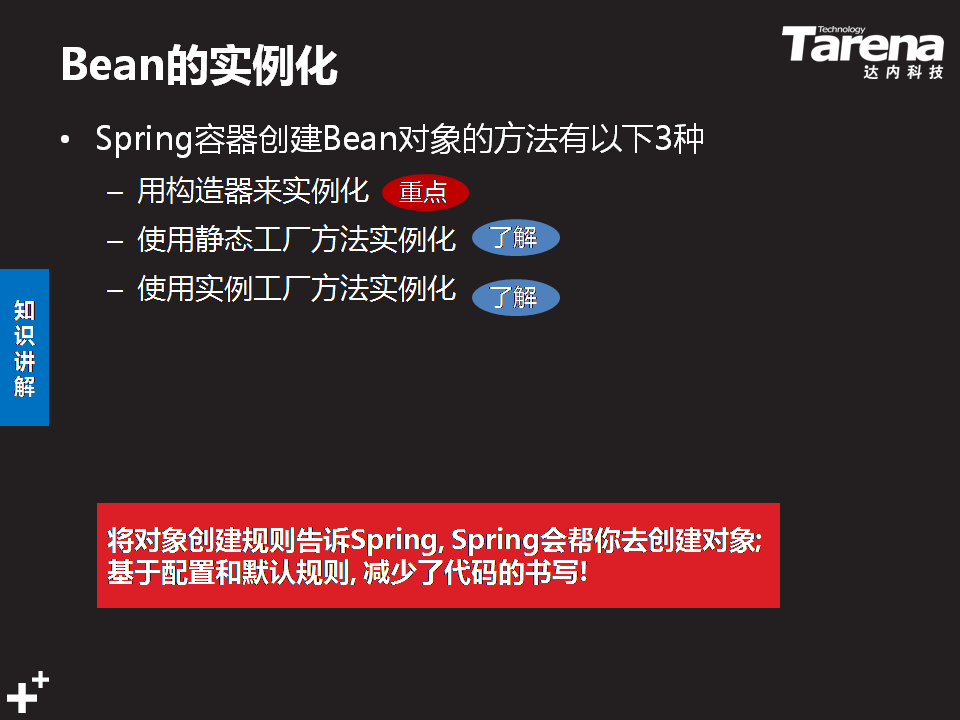 Bean的实例化
Technology
Tarena
达内科技
• Spring容器创建Bean对象的方法有以下3种
– 用构造器来实例化 重点
– 使用静态工厂方法实例化 了解
– 使用实例工厂方法实例化 了解
知识讲解
将对象创建规则告诉Spring, Spring会帮你去创建对象;
基于配置和默认规则, 减少了代码的书写!